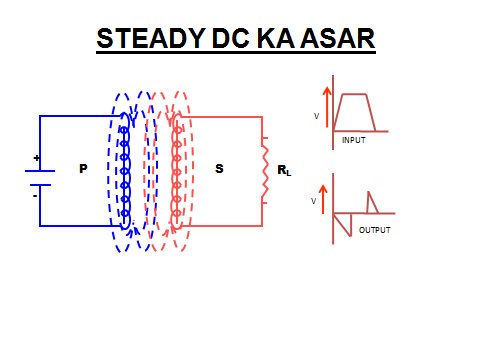 STEADY DC KA ASAR
+
P
S
RL
-
V
INPUT
V
OUTPUT